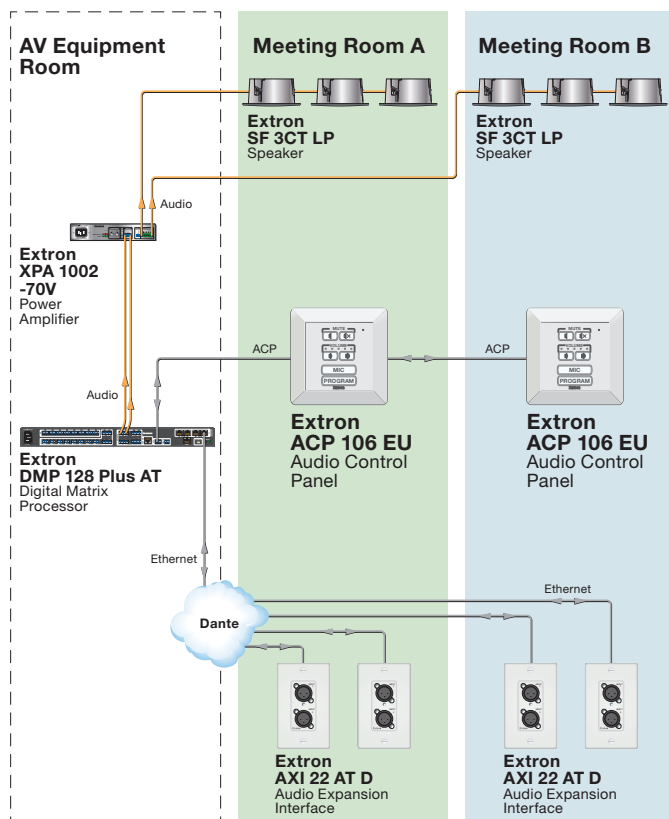 AV Equipment
Room
Meeting Room A
Meeting Room B
Extron
SF 3CT LP
Speaker
Extron
SF 3CT LP
Speaker
Audio
Extron
XPA 1002
-70V
Power
Amplifier
ACP
MUTE
VOLUME
MIC
PROGRAM
ACP
MUTE
VOLUME
MIC
PROGRAM
Audio
Extron
ACP 106 EU
Audio Control
Panel
Extron
ACP 106 EU
Audio Control
Panel
Extron
DMP 128 Plus AT
Digital Matrix
Processor
Ethernet
Ethernet
Dante
Extron
AXI 22 AT D
Audio Expansion
Interface
Extron
AXI 22 AT D
Audio Expansion
Interface